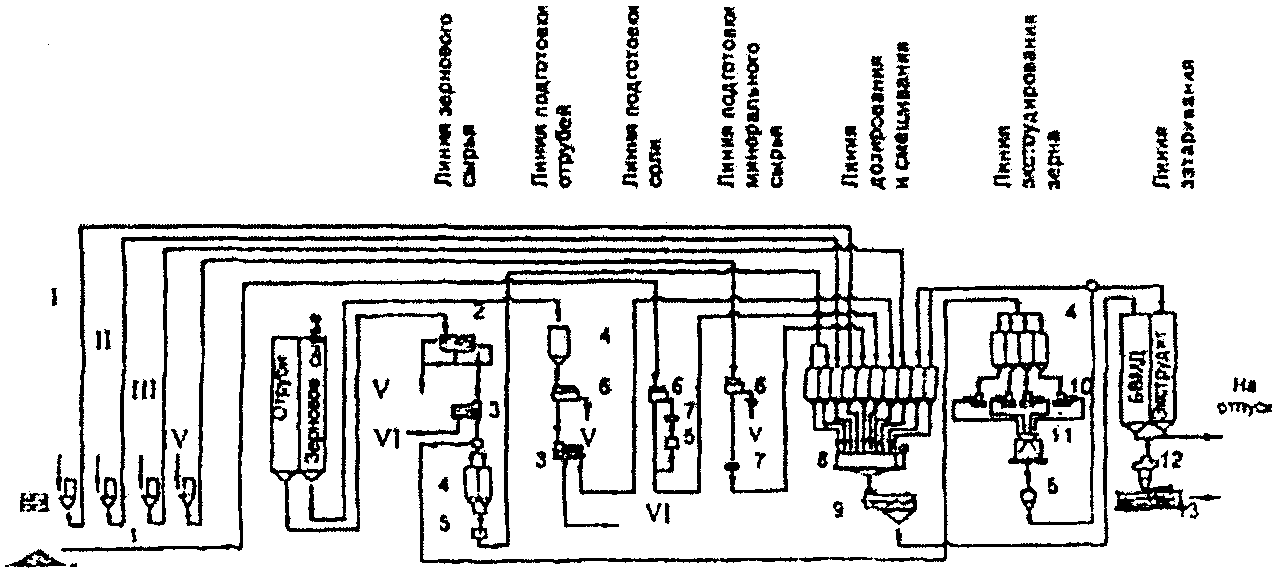 Линия зернового
сырья
Линия подготовки
отрубей
Линия подготовки
соли
Линия подготовки
минерального
сырья
Линия
дозирования
и смешивания
Линия
экструдирования
зерна
Линия
затаривания
I
II
III
V
I
Отруби
Зерновое сырье
2
V
3
VI
4
5
4
6
V
3
VI
6
7
5
6
V
7
8
9
4
10
11
5
БВМД
Экструдат
12
13
На
отпуск